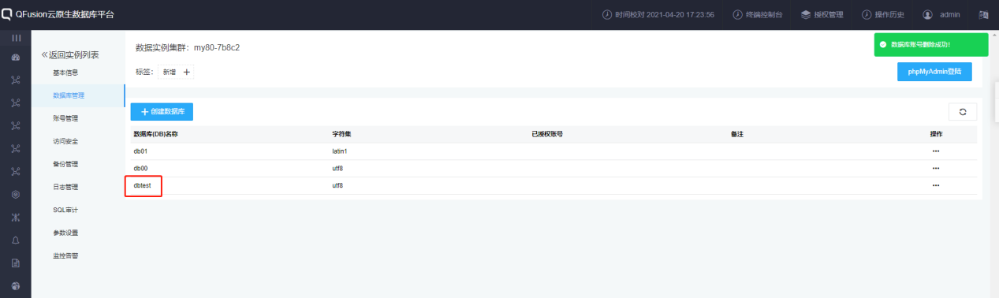 QFusion云原生数据库平台
时间校对 2021-04-20 17:23:56
终端控制台
授权管理
操作历史
admin
返回实例列表
基本信息
数据库管理
账号管理
访问安全
备份管理
日志管理
SQL审计
参数设置
监控告警
数据实例集群：my80-7b8c2
数据库账号删除成功!
标签： 新增 +
phpMyAdmin登陆
+ 创建数据库
数据库(DB)名称 字符集 已授权账号 备注 操作
db01 latin1 •••
db00 utf8 •••
dbtest utf8 •••